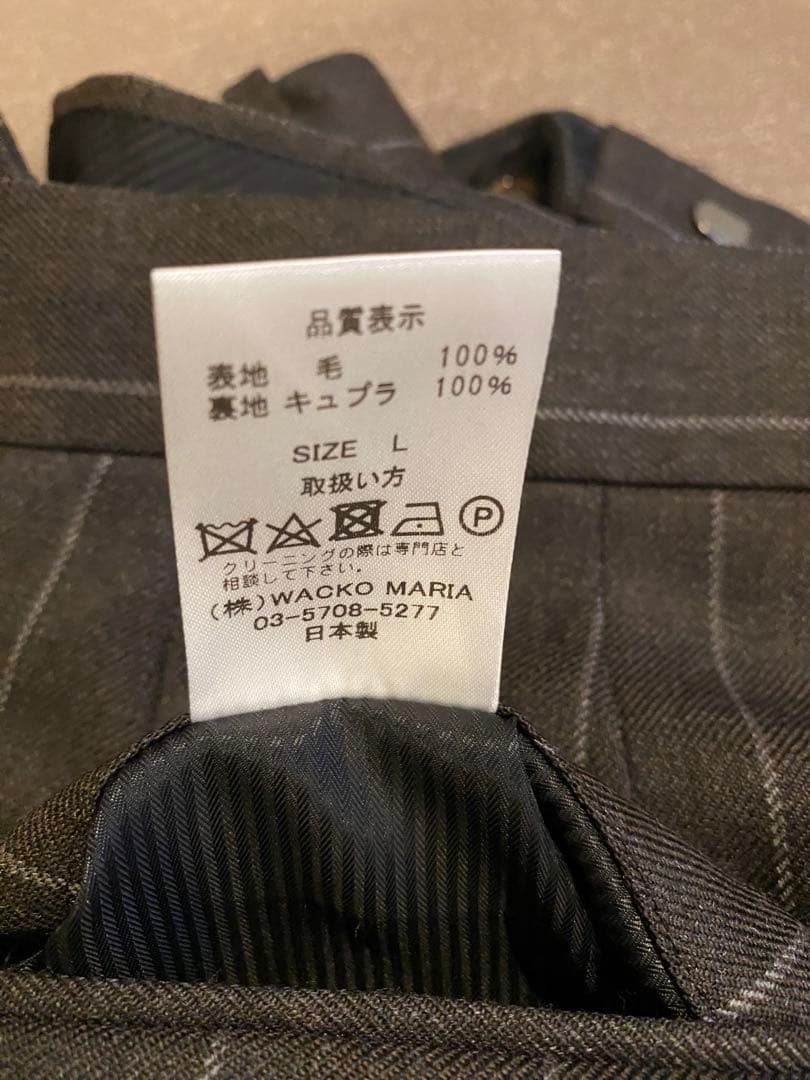 品質表示
表地 毛 100%
裏地 キュプラ 100%
SIZE L
取扱い方
P
クリーニングの際は専門店と
相談して下さい。
(株)WACKO MARIA
03-5708-5277
日本製